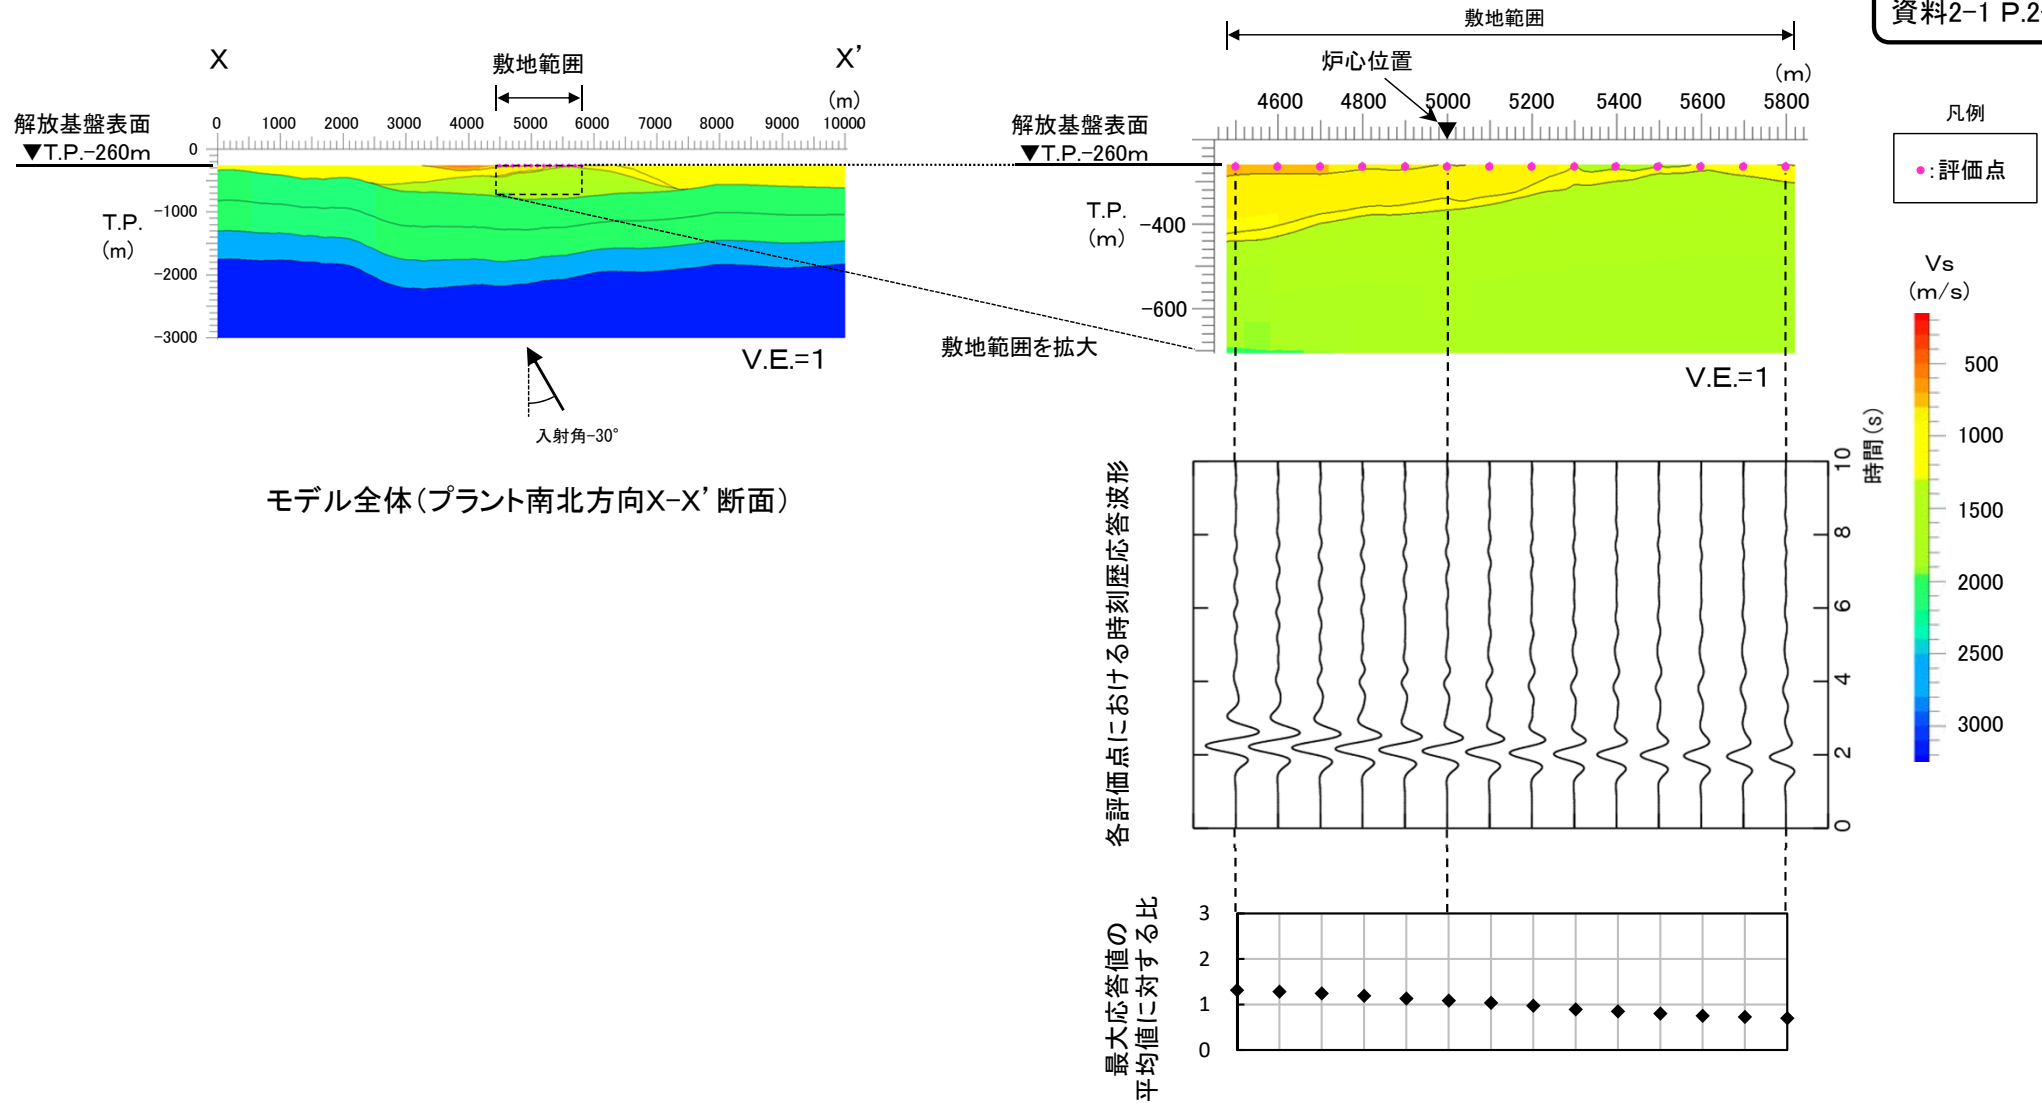 資料2-1 P.2-
X
X’
敷地範囲
(m)
解放基盤表面
▼T.P.-260m
0 1000 2000 3000 4000 5000 6000 7000 8000 9000 10000
0
-1000
-2000
-3000
T.P.
(m)
V.E.=1
入射角-30°
モデル全体(プラント南北方向X-X’断面)
敷地範囲
炉心位置
(m)
4600 4800 5000 5200 5400 5600 5800
解放基盤表面
▼T.P.-260m
T.P.
(m)
-400
-600
敷地範囲を拡大
V.E.=1
凡例
●:評価点
Vs
(m/s)
500
1000
1500
2000
2500
3000
各評価点における時刻歴応答波形
時間(s)
10
8
6
4
2
0
最大応答値の
平均値に対する比
3
2
1
0